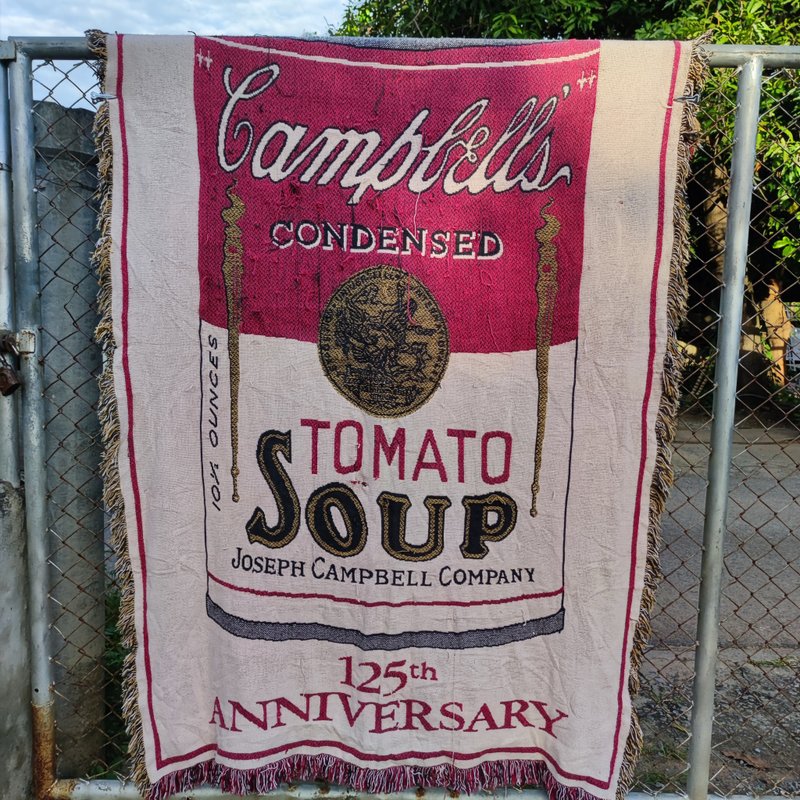 Campbell's
CONDENSED
10¾ OUNCES
TOMATO
SOUP
JOSEPH CAMPBELL COMPANY
125th
ANNIVERSARY